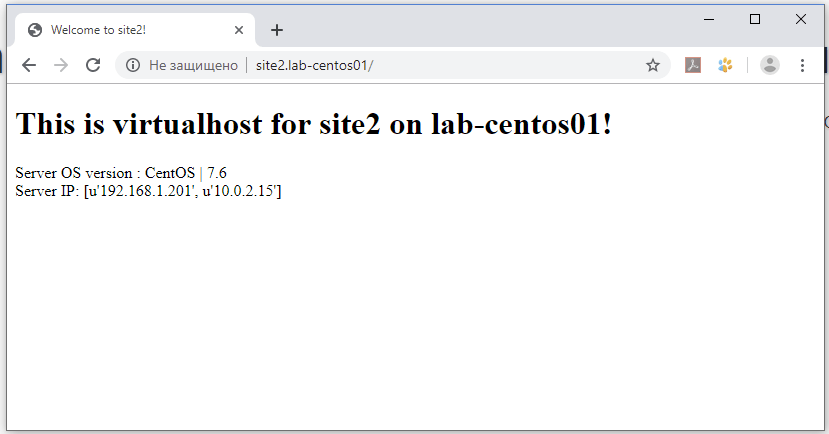 Welcome to site2!
Не защищено | site2.lab-centos01/
This is virtualhost for site2 on lab-centos01!
Server OS version : CentOS | 7.6
Server IP: [u'192.168.1.201', u'10.0.2.15']